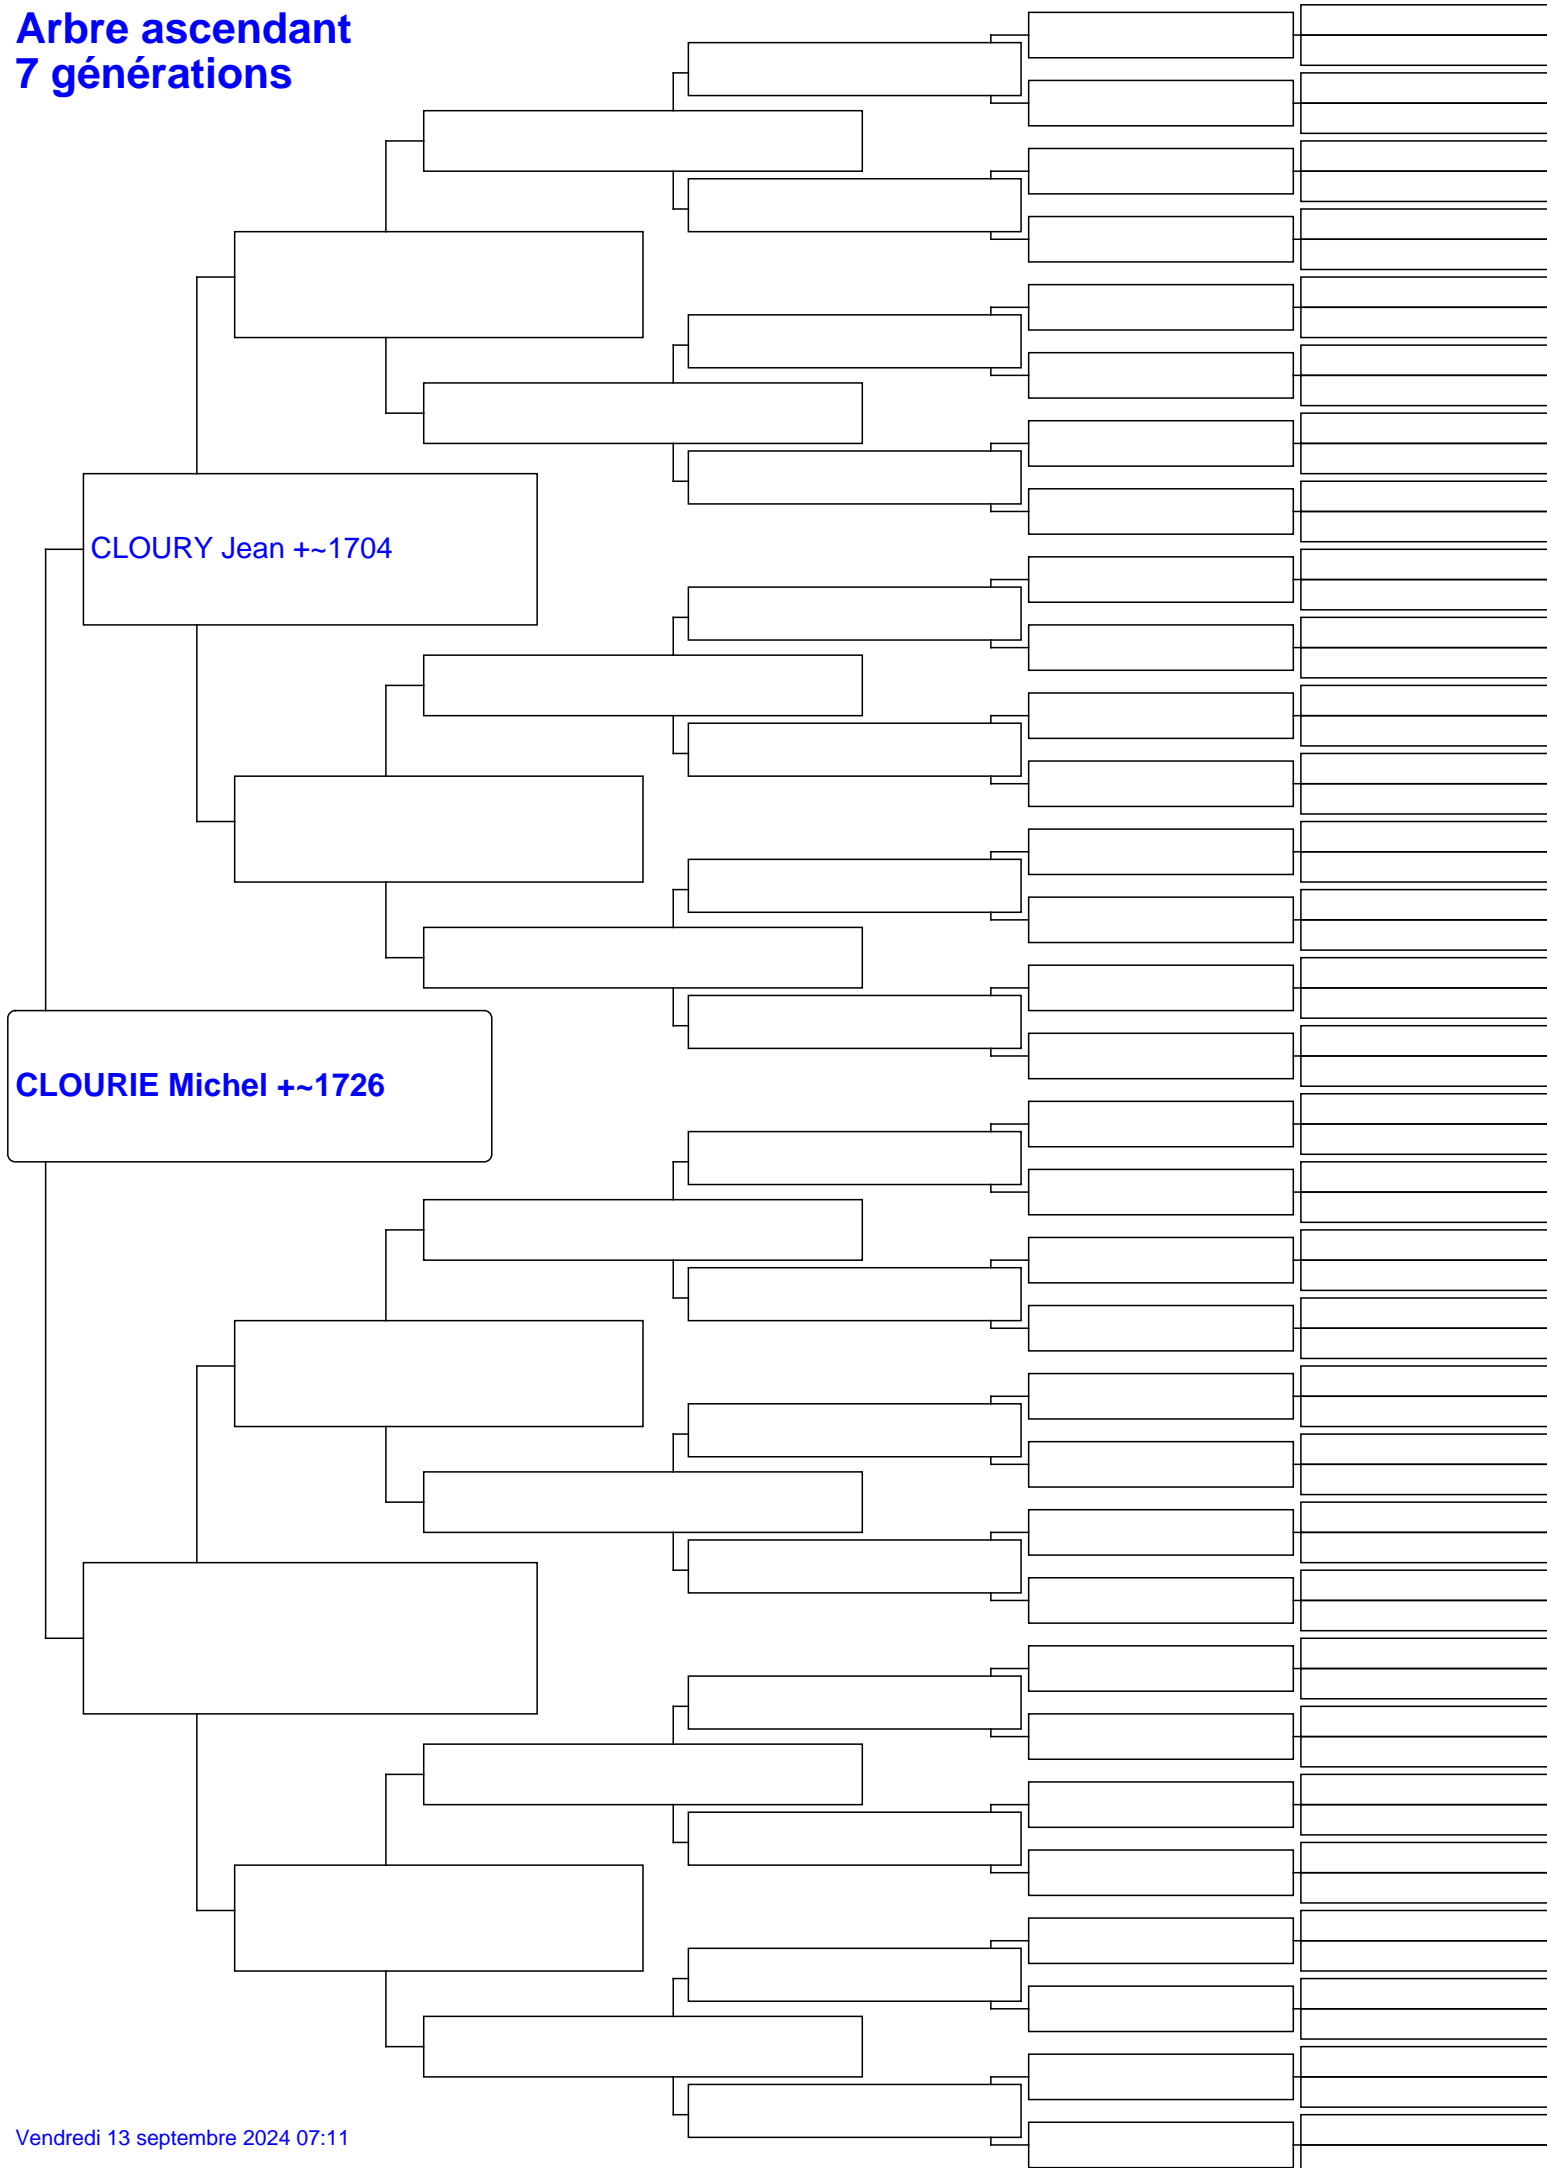 Arbre ascendant
7 générations
CLOURY Jean +~1704
CLOURIE Michel +~1726
Vendredi 13 septembre 2024 07:11